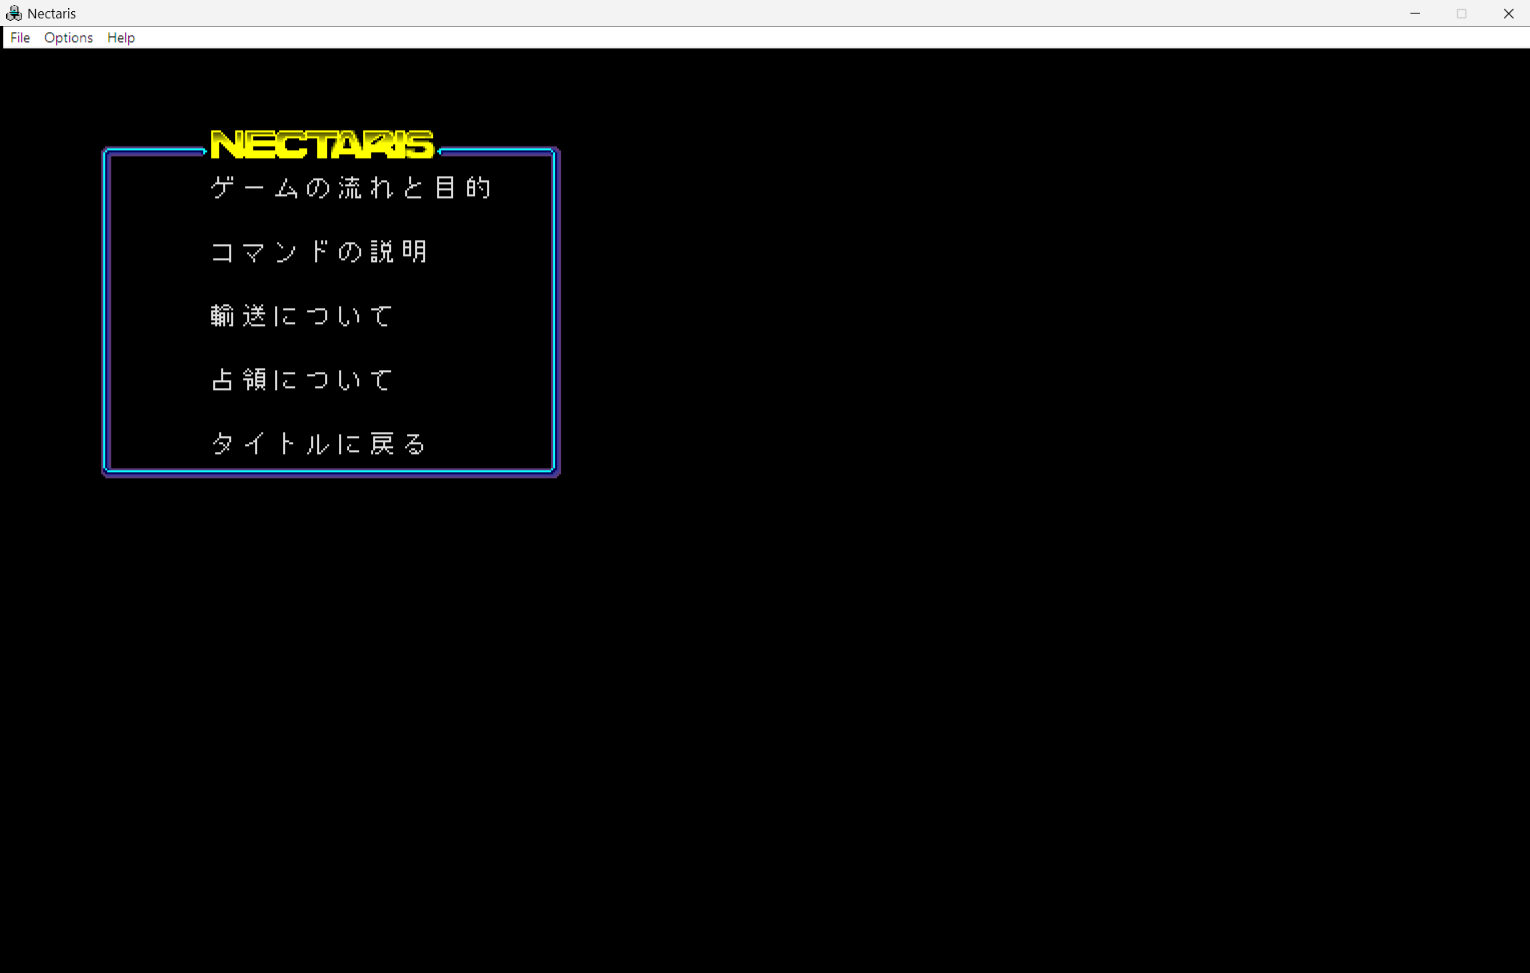 Nectaris
File Options Help
NECTARIS
ゲームの流れと目的
コマンドの説明
輸送について
占領について
タイトルに戻る